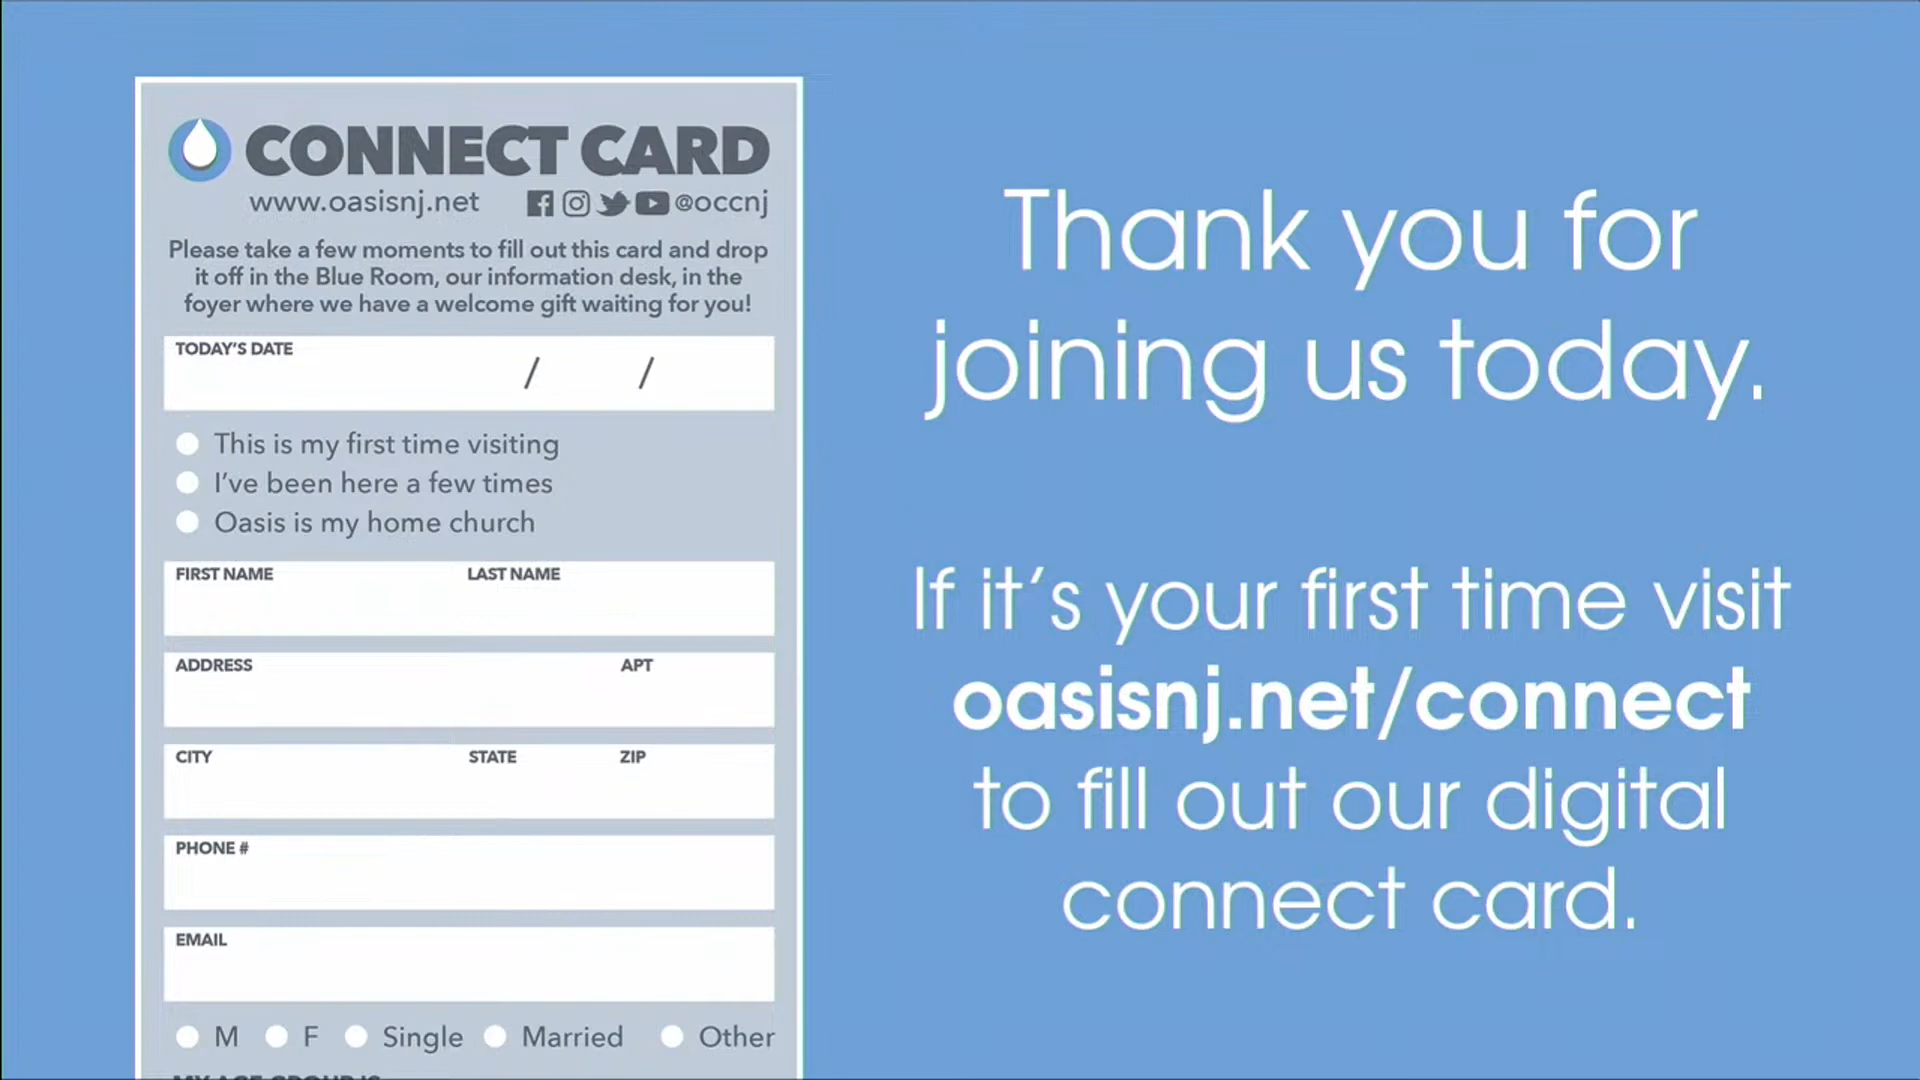 CONNECT CARD
www.oasisnj.net @occnj
Please take a few moments to fill out this card and drop
it off in the Blue Room, our information desk, in the
foyer where we have a welcome gift waiting for you!
TODAY'S DATE / /
This is my first time visiting
I've been here a few times
Oasis is my home church
FIRST NAME LAST NAME
ADDRESS APT
CITY STATE ZIP
PHONE #
EMAIL
M F Single Married Other
MY AGE GROUP IS
Thank you for
joining us today.
If it's your first time visit
oasisnj.net/connect
to fill out our digital
connect card.